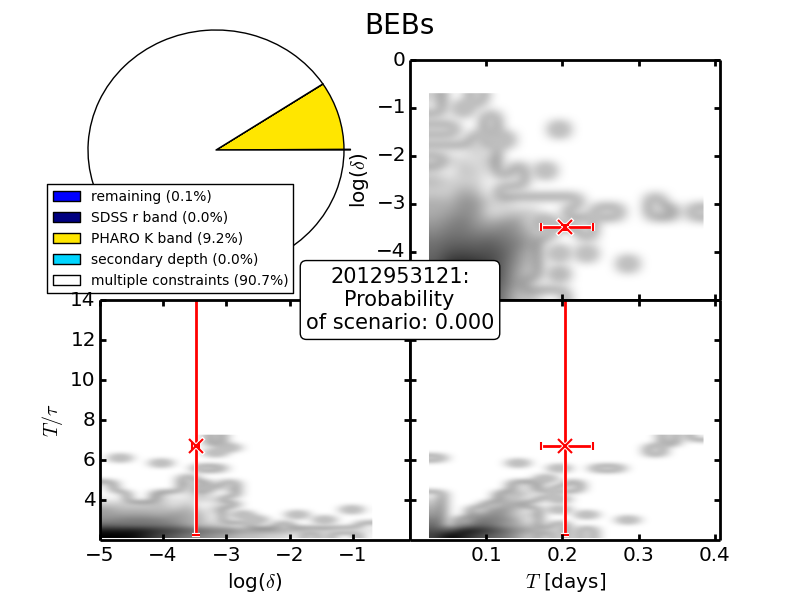 BEBs
remaining (0.1%)
SDSS r band (0.0%)
PHARO K band (9.2%)
secondary depth (0.0%)
multiple constraints (90.7%)
0
−1
−2
−3
−4
log(δ)
2012953121:
Probability
of scenario: 0.000
14
12
10
8
6
4
T/τ
−5 −4 −3 −2 −1
log(δ)
0.1 0.2 0.3 0.4
T [days]